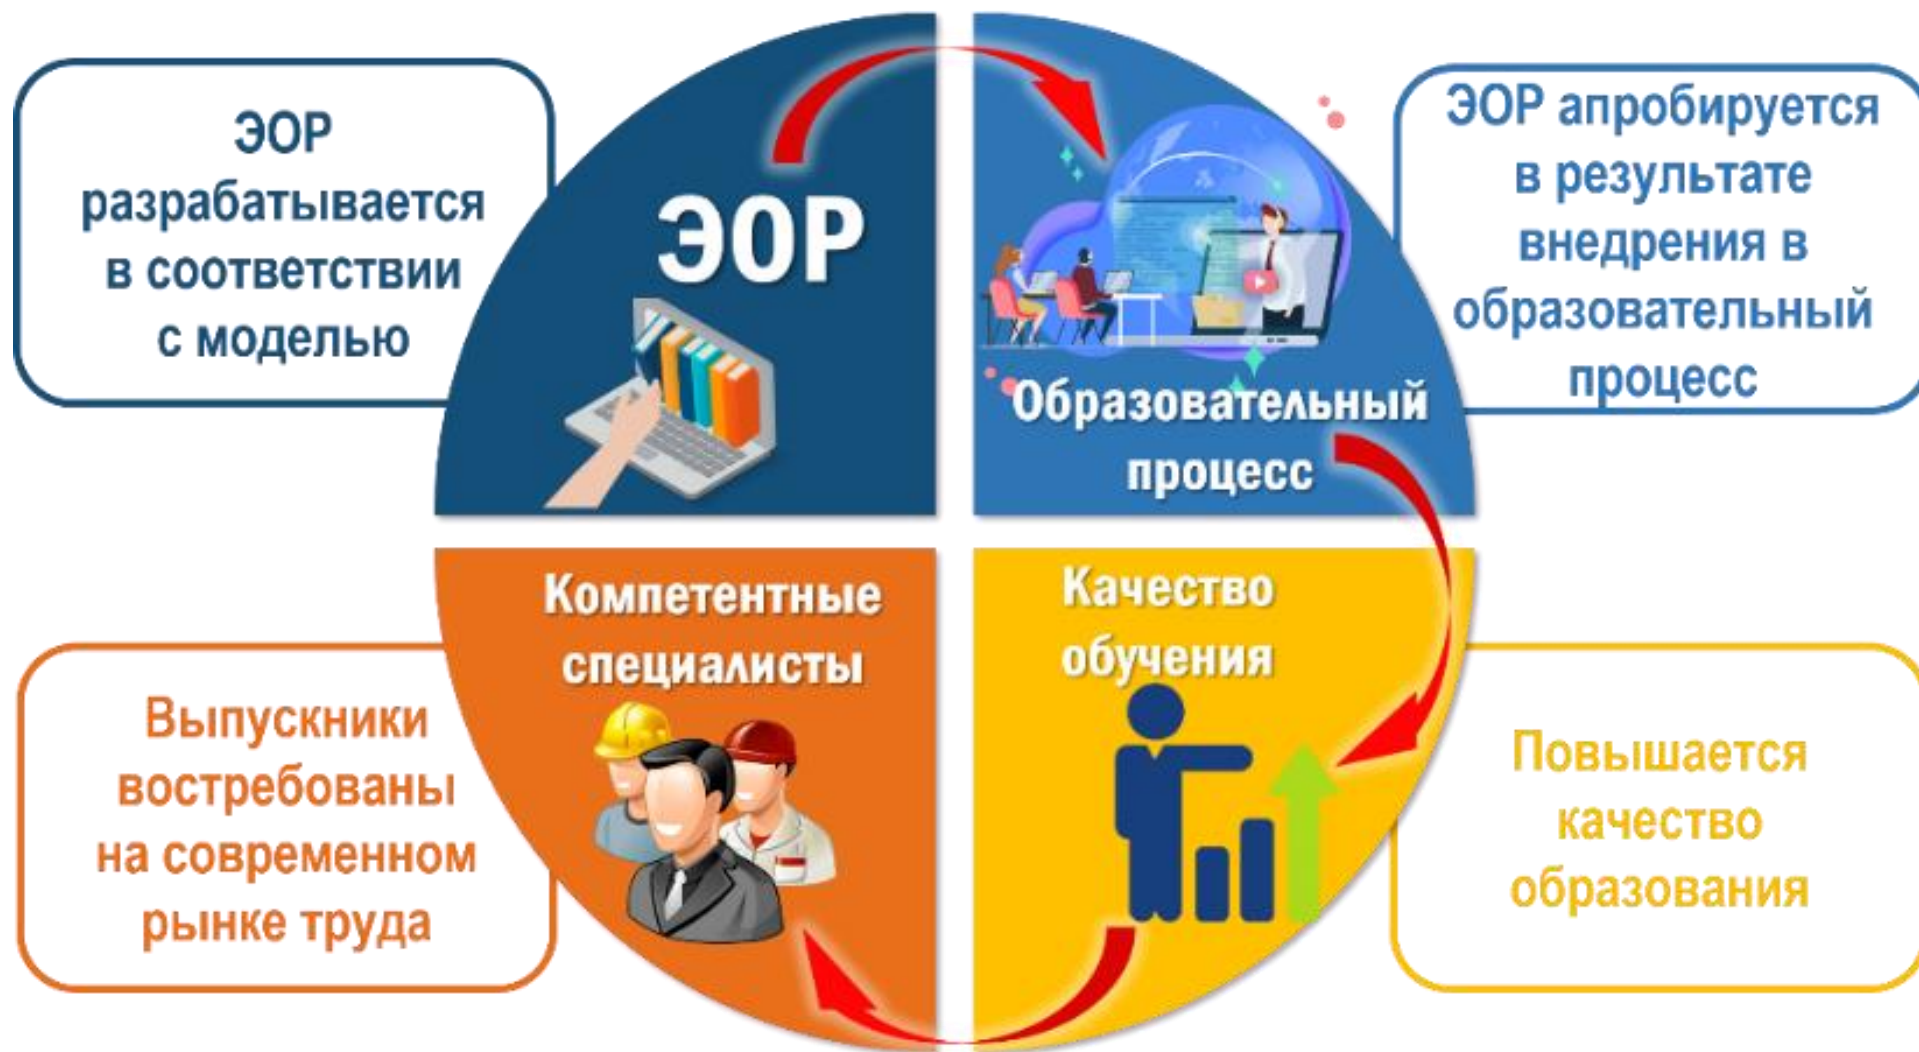 ЭОР
разрабатывается
в соответствии
с моделью
ЭОР
Образовательный
процесс
ЭОР апробируется
в результате
внедрения в
образовательный
процесс
Компетентные
специалисты
Выпускники
востребованы
на современном
рынке труда
Качество
обучения
Повышается
качество
образования